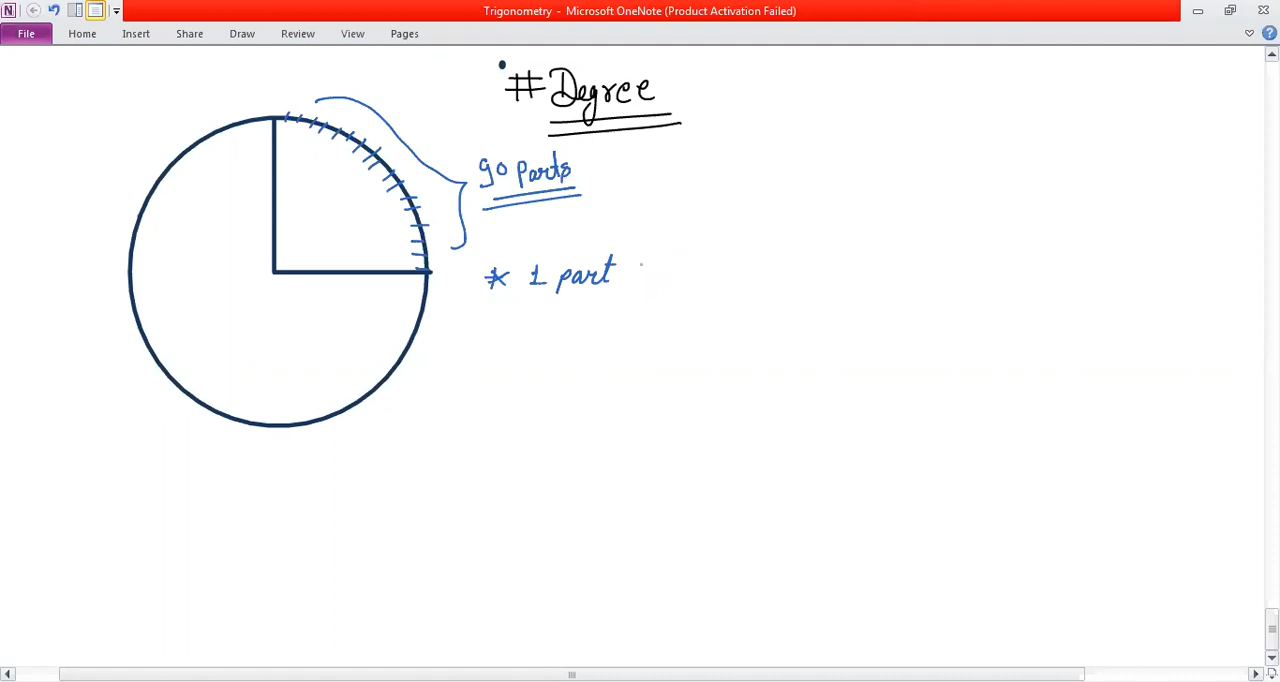 Trigonometry - Microsoft OneNote (Product Activation Failed)
File Home Insert Share Draw Review View Pages
# Degree
90 parts
* 1 part